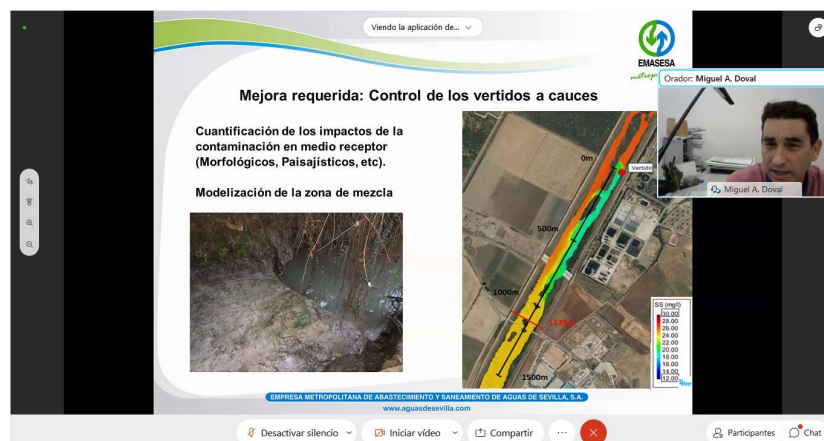 Viendo la aplicación de...
EMASESA
Orador: Miguel A. Doval
Mejora requerida: Control de los vertidos a cauces
Cuantificación de los impactos de la
contaminación en medio receptor
(Morfológicos, Paisajísticos, etc).
Modelización de la zona de mezcla
0m
Vertido
Miguel A. Doval
500m
1000m
1500m
SS (mg/l)
30.00
28.00
26.00
24.00
22.00
20.00
18.00
16.00
14.00
12.00
EMPRESA METROPOLITANA DE ABASTECIMIENTO Y SANEAMIENTO DE AGUAS DE SEVILLA, S.A.
www.aguasdesevilla.com
Desactivar silencio
Iniciar vídeo
Compartir
...
Participantes
Chat